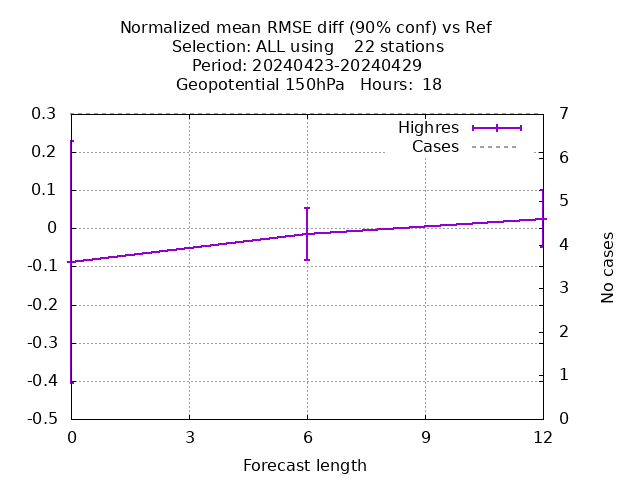 Normalized mean RMSE diff (90% conf) vs Ref
Selection: ALL using    22 stations
Period: 20240423-20240429
Geopotential 150hPa   Hours:  18
Highres
Cases
0.3
0.2
0.1
0
-0.1
-0.2
-0.3
-0.4
-0.5
7
6
5
4
3
2
1
0
No cases
0 3 6 9 12
Forecast length